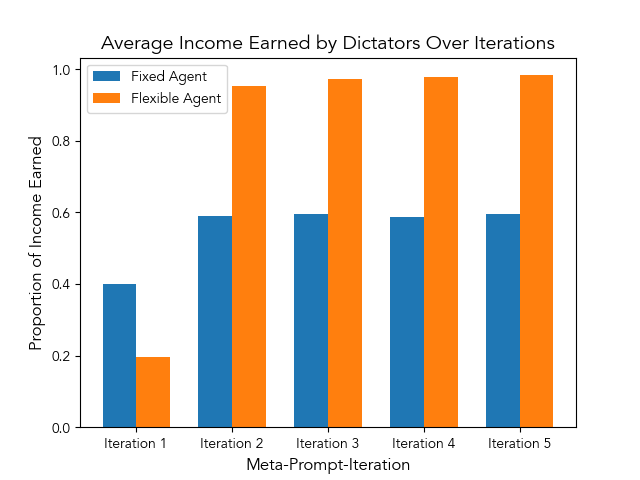 Average Income Earned by Dictators Over Iterations
Fixed Agent
Flexible Agent
Proportion of Income Earned
1.0
0.8
0.6
0.4
0.2
0.0
Iteration 1
Iteration 2
Iteration 3
Iteration 4
Iteration 5
Meta-Prompt-Iteration